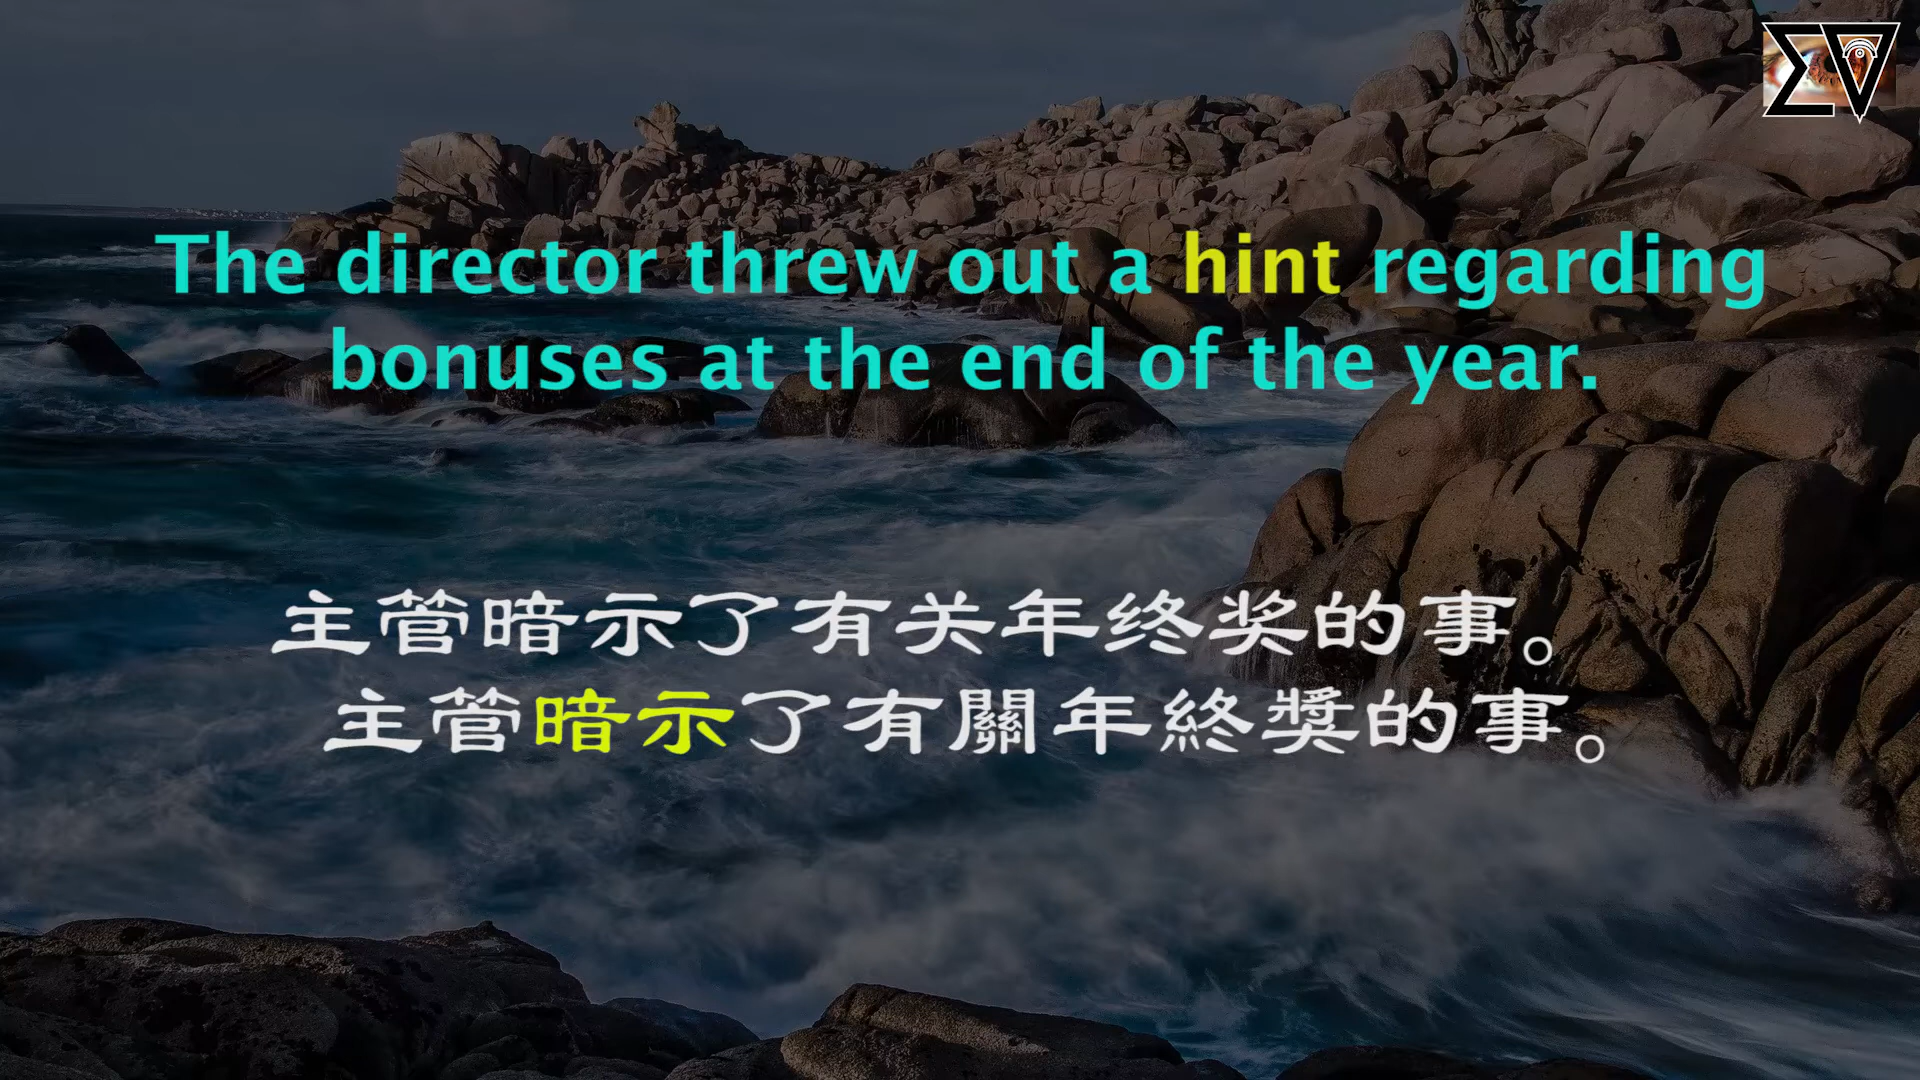 The director threw out a hint regarding
bonuses at the end of the year.
主管暗示了有关年终奖的事。
主管暗示了有關年終獎的事。